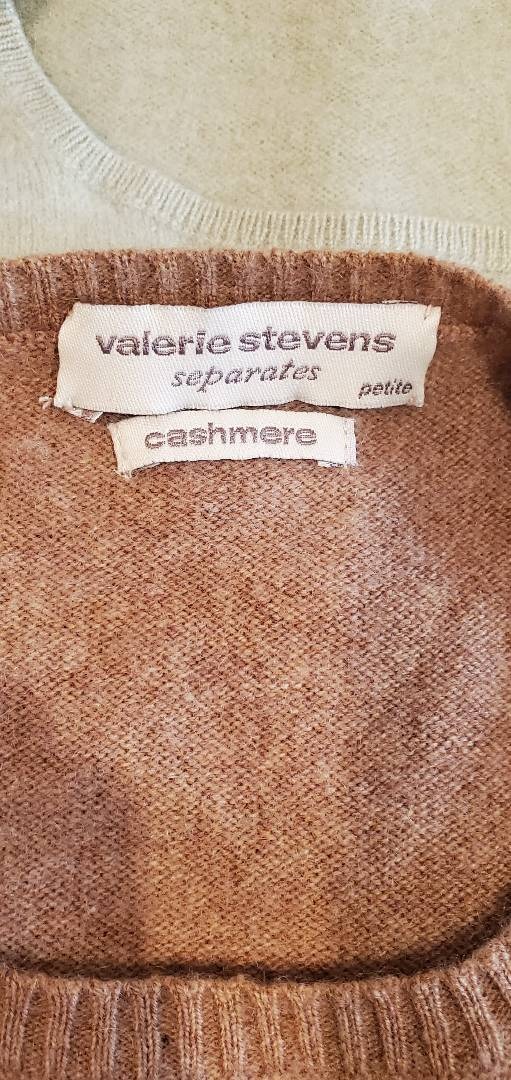 valerie stevens
separates
petite
cashmere